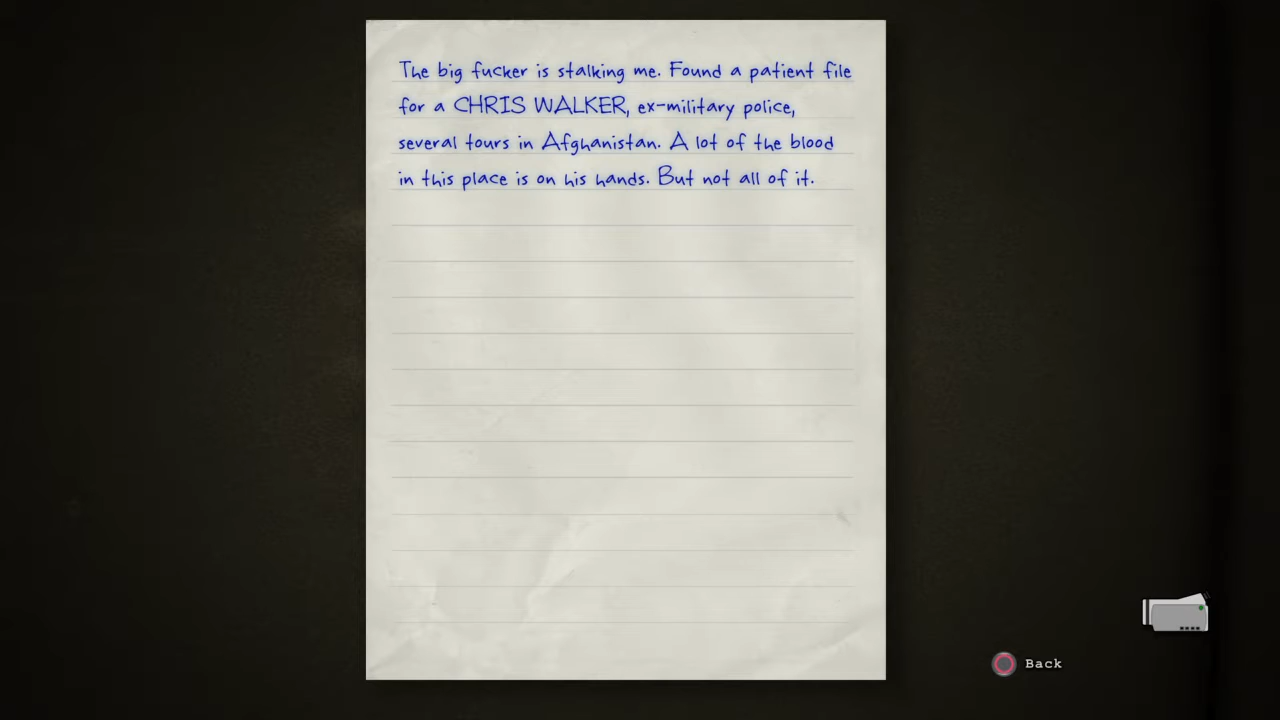 The big fucker is stalking me. Found a patient file
for a CHRIS WALKER, ex-military police,
several tours in Afghanistan. A lot of the blood
in this place is on his hands. But not all of it.
Back